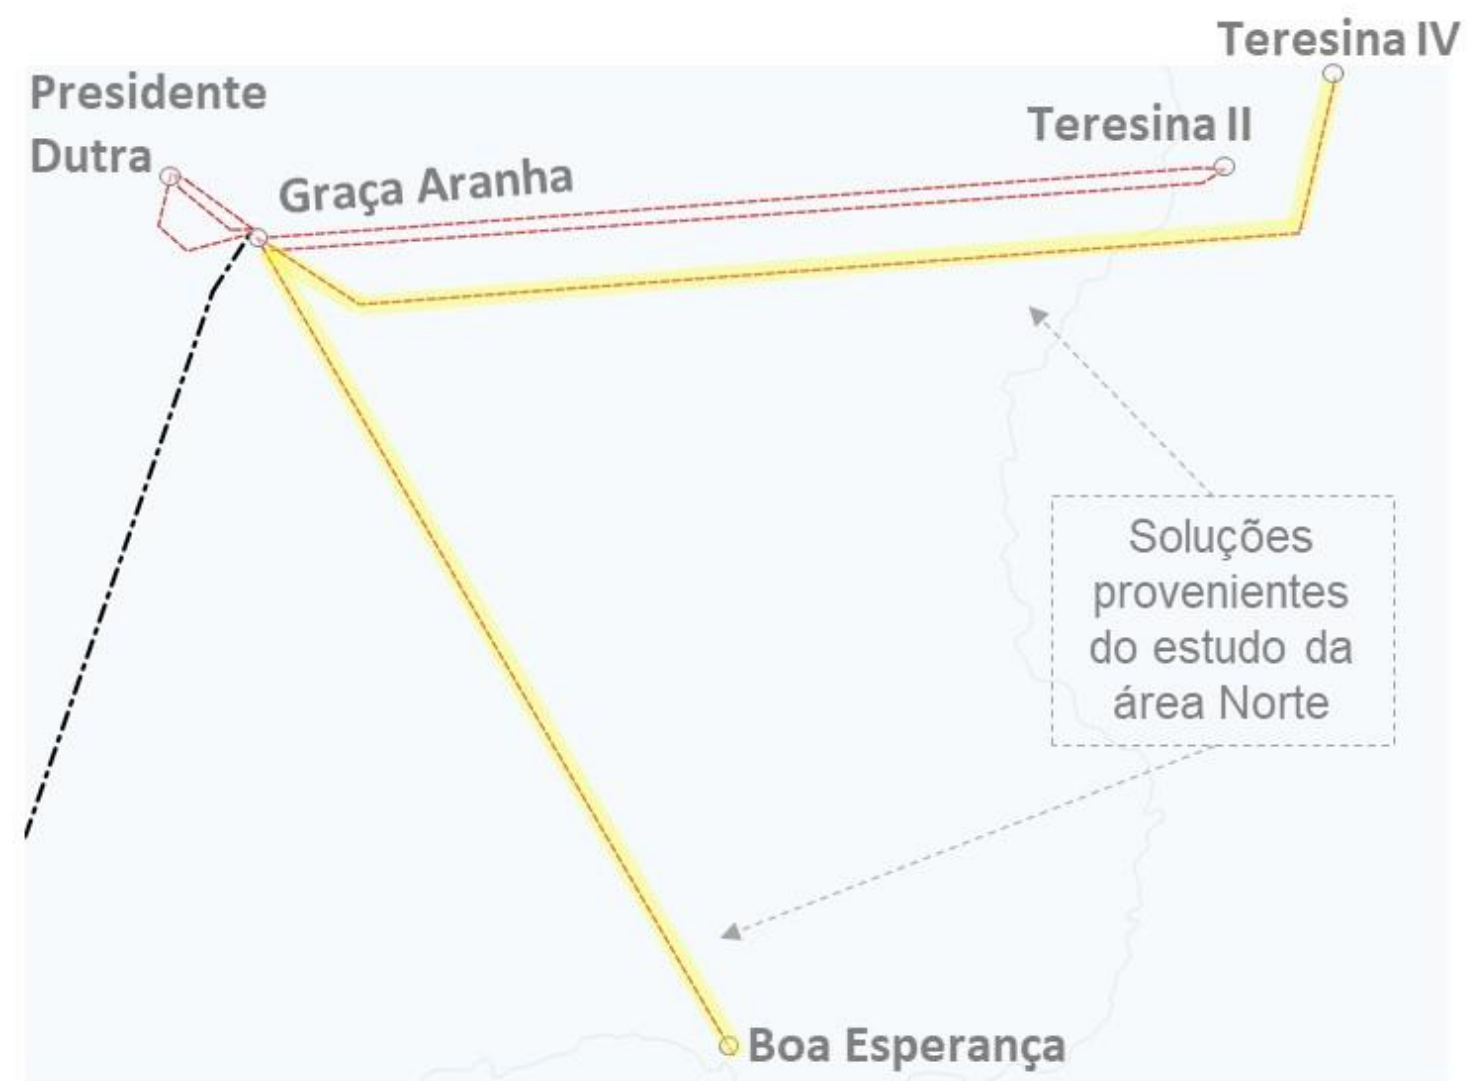 Teresina IV
Presidente
Dutra
Teresina II
Graça Aranha
Soluções
provenientes
do estudo da
área Norte
Boa Esperança